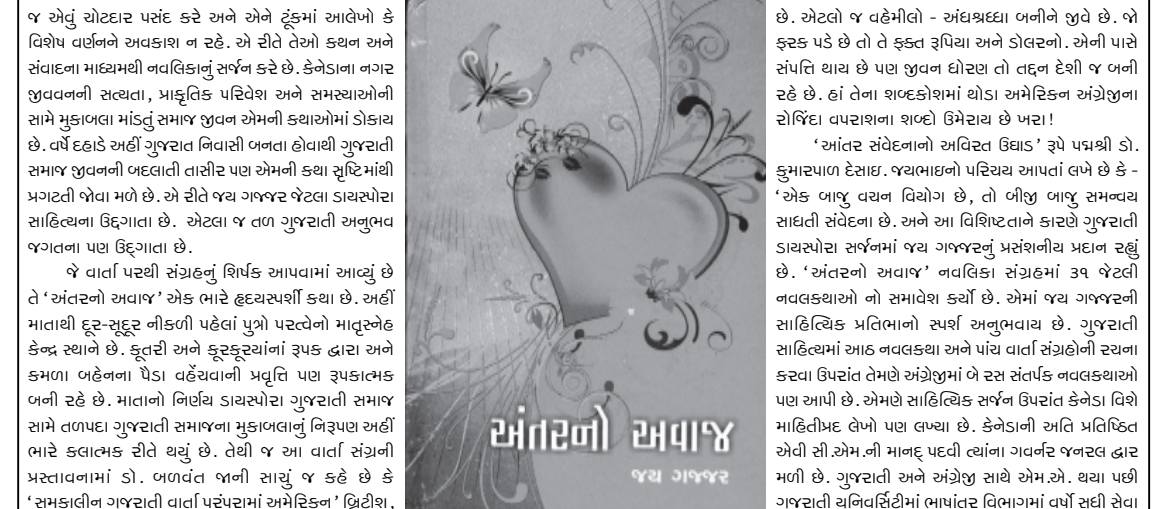 જ એવું ચોટદાર પસંદ કરે અને એને ટૂંકમાં આલેખો કે
વિશેષ વર્ણનને અવકાશ ન રહે. એ રીતે તેઓ કથન અને
સંવાદના માધ્યમથી નવલિકાનું સર્જન કરે છે. કેનેડાના નગર
જીવવનની સત્યતા, પ્રાકૃતિક પરિવેશ અને સમસ્યાઓની
સામે મુકાબલા માંડતું સમાજ જીવન એમની કથાઓમાં ડોકાય
છે. વર્ષે દહાડે અહીં ગુજરાત નિવાસી બનતા હોવાથી ગુજરાતી
સમાજ જીવનની બદલાતી તાસીર પણ એમની કથા સૃષ્ટિમાંથી
પ્રગટતી જોવા મળે છે. એ રીતે જય ગજ્જર જેટલા ડાયસ્પોરા
સાહિત્યના ઉદ્દગાતા છે. એટલા જ તળ ગુજરાતી અનુભવ
જગતના પણ ઉદ્‌ગાતા છે.
જે વાર્તા પરથી સંગ્રહનું શિર્ષક આપવામાં આવ્યું છે
તે ‘અંતરનો અવાજ’ એક ભારે હૃદયસ્પર્શી કથા છે. અહીં
માતાથી દૂર-સૂદૂર નીકળી પહેલાં પુત્રો પરત્વેનો માતૃસ્નેહ
કેન્દ્ર સ્થાને છે. કૂતરી અને કૂરકૂરયાંનાં રૂપક દ્વારા અને
કમળા બહેનના પૈડા વહેંચવાની પ્રવૃત્તિ પણ રૂપકાત્મક
બની રહે છે. માતાનો નિર્ણય ડાયસ્પોરા ગુજરાતી સમાજ
સામે તળપદા ગુજરાતી સમાજના મુકાબલાનું નિરૂપણ અહીં
ભારે કલાત્મક રીતે થયું છે. તેથી જ આ વાર્તા સંગ્રની
પ્રસ્તાવનામાં ડો. બળવંત જાની સાચું જ કહે છે કે
‘સમકાલીન ગુજરાતી વાર્તા પરંપરામાં અમેરિકન’ બ્રિટીશ,
અંતરનો અવાજ
જય ગજ્જર
છે. એટલો જ વહેમીલો - અંધશ્રધ્ધા બનીને જીવે છે. જો
ફરક પડે છે તો તે ફક્ત રૂપિયા અને ડોલરનો. એની પાસે
સંપત્તિ થાય છે પણ જીવન ધોરણ તો તદ્દન દેશી જ બની
રહે છે. હાં તેના શબ્દકોશમાં થોડા અમેરિકન અંગ્રેજીના
રોજિંદા વપરાશના શબ્દો ઉમેરાય છે ખરા!
‘આંતર સંવેદનાનો અવિરત ઉઘાડ’ રૂપે પદ્મશ્રી ડો.
કુમારપાળ દેસાઇ. જયભાઇનો પરિચય આપતાં લખે છે કે -
‘એક બાજુ વચન વિયોગ છે, તો બીજી બાજુ સમન્વય
સાધતી સંવેદના છે. અને આ વિશિષ્ટતાને કારણે ગુજરાતી
ડાયસ્પોરા સર્જનમાં જય ગજ્જરનું પ્રસંશનીય પ્રદાન રહ્યું
છે. ‘અંતરનો અવાજ’ નવલિકા સંગ્રહમાં ૩૧ જેટલી
નવલકથાઓ નો સમાવેશ કર્યો છે. એમાં જય ગજ્જરની
સાહિત્યિક પ્રતિભાનો સ્પર્શ અનુભવાય છે. ગુજરાતી
સાહિત્યમાં આઠ નવલકથા અને પાંચ વાર્તા સંગ્રહોની રચના
કરવા ઉપરાંત તેમણે અંગ્રેજીમાં બે રસ સંતર્પક નવલકથાઓ
પણ આપી છે. એમણે સાહિત્યિક સર્જન ઉપરાંત કેનેડા વિશે
માહિતીપ્રદ લેખો પણ લખ્યા છે. કેનેડાની અતિ પ્રતિષ્ઠિત
એવી સી.એમ.ની માનદ્ પદવી ત્યાંના ગવર્નર જનરલ દ્વાર
મળી છે. ગુજરાતી અને અંગ્રેજી સાથે એમ.એ. થયા પછી
ગુજરાતી યુનિવર્સિટીમાં ભાષાંતર વિભાગમાં વર્ષો સુધી સેવા